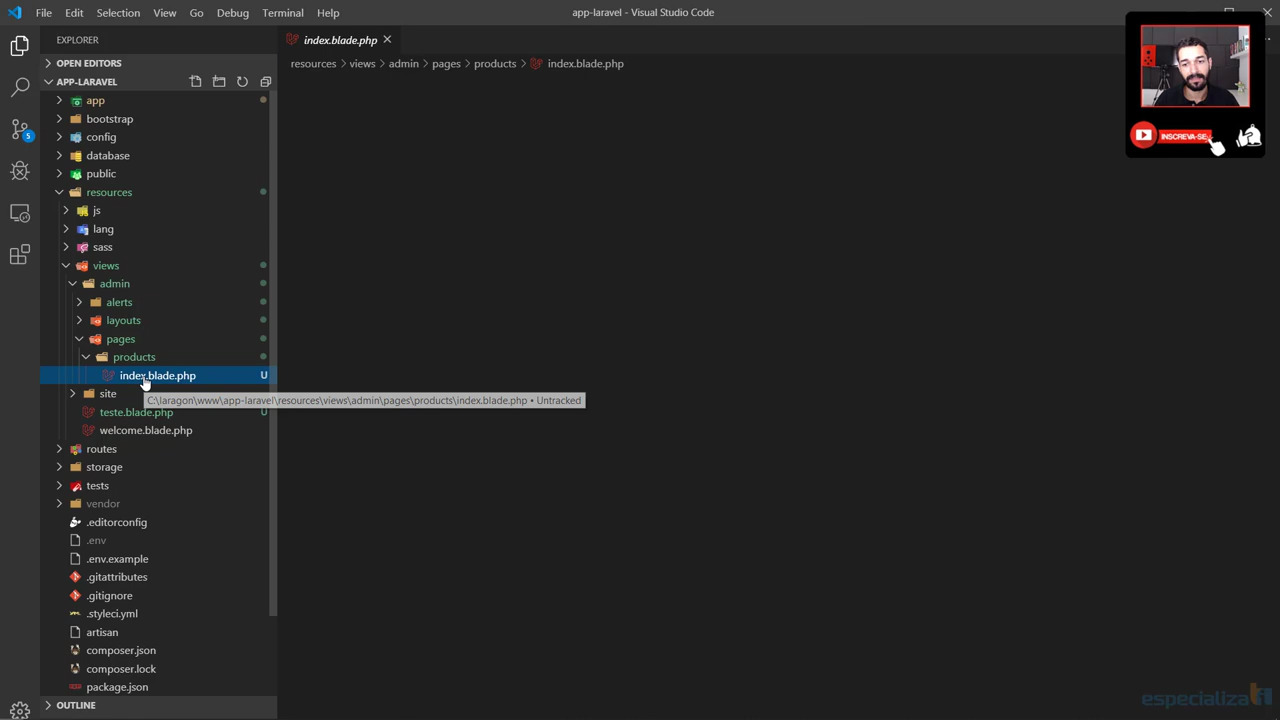 File Edit Selection View Go Debug Terminal Help
app-laravel - Visual Studio Code
EXPLORER
index.blade.php
OPEN EDITORS
resources > views > admin > pages > products > index.blade.php
APP-LARAVEL
app
bootstrap
config
database
public
resources
js
lang
sass
views
admin
alerts
layouts
pages
products
index.blade.php U
C:\laragon\www\app-laravel\resources\views\admin\pages\products\index.blade.php • Untracked
site
teste.blade.php U
welcome.blade.php
routes
storage
tests
vendor
.editorconfig
.env
.env.example
.gitattributes
.gitignore
.styleci.yml
artisan
composer.json
composer.lock
package.json
OUTLINE
5
INSCREVA-SE
especializati